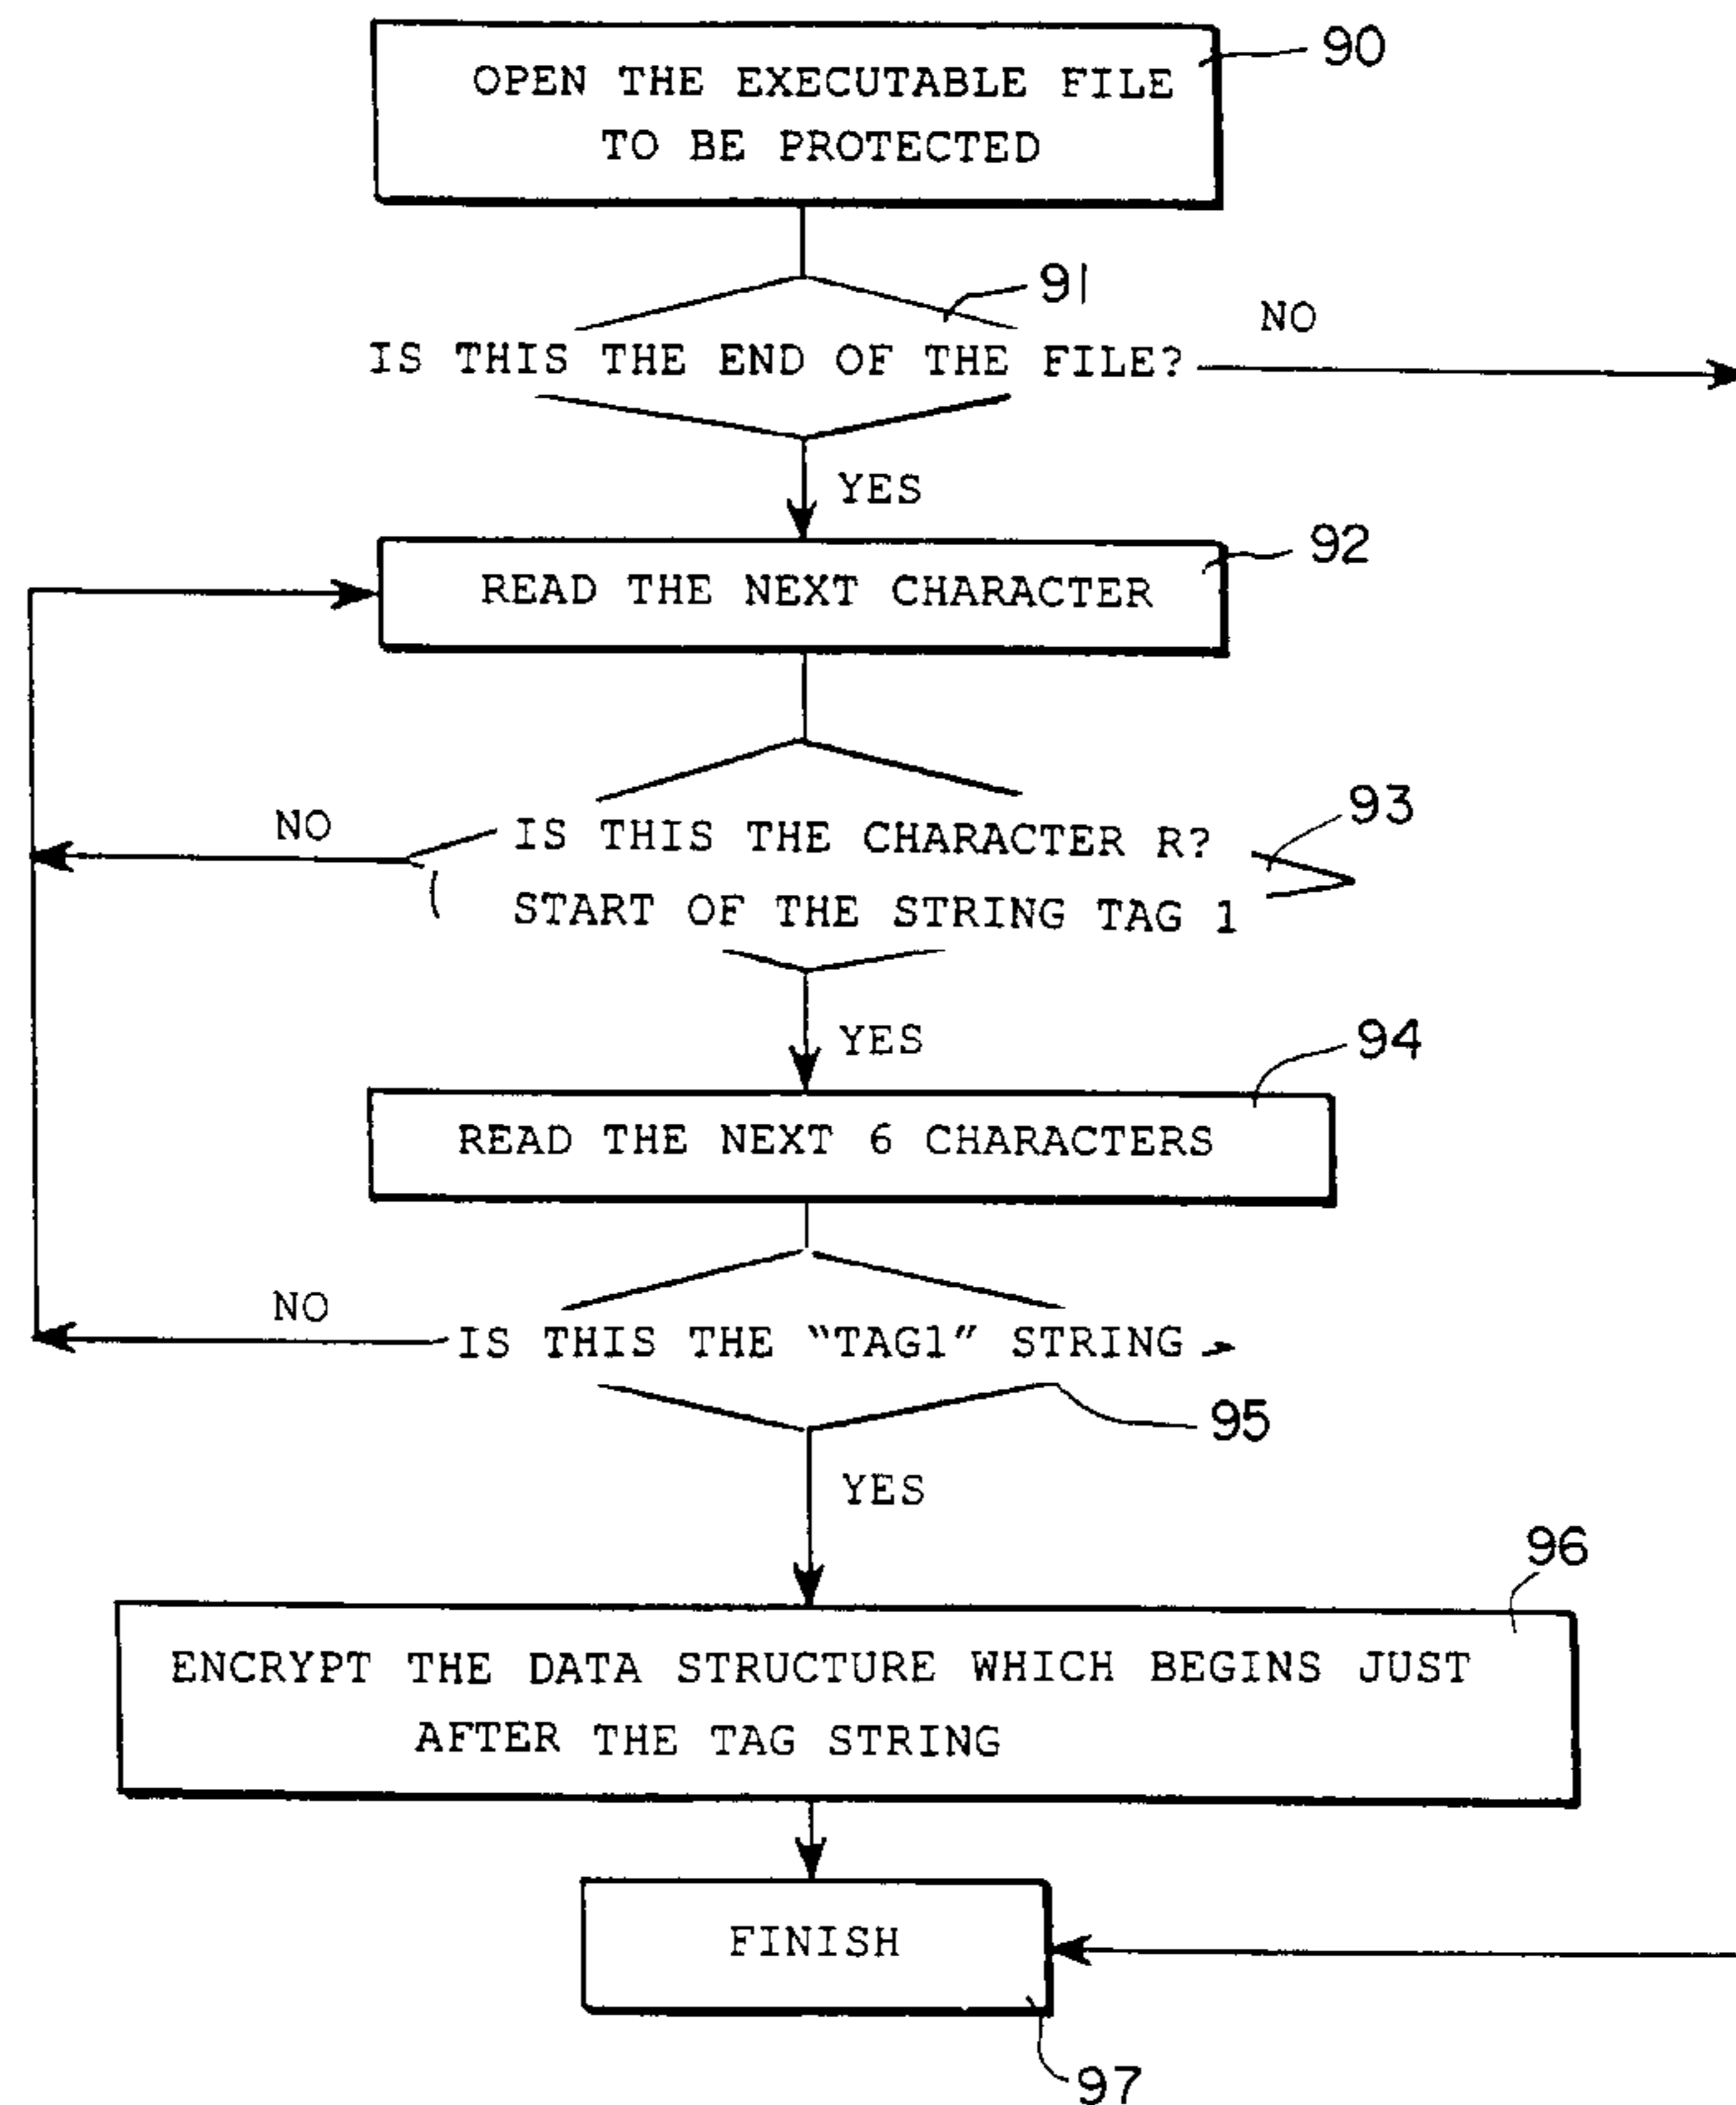 90
OPEN THE EXECUTABLE FILE
TO BE PROTECTED
91
NO
IS THIS THE END OF THE FILE?
YES
92
READ THE NEXT CHARACTER
93
NO
IS THIS THE CHARACTER R?
( START OF THE STRING TAG 1
YES
94
READ THE NEXT 6 CHARACTERS
NO
IS THIS THE “TAG1” STRING
95
YES
96
ENCRYPT THE DATA STRUCTURE WHICH BEGINS JUST
AFTER THE TAG STRING
FINISH
97